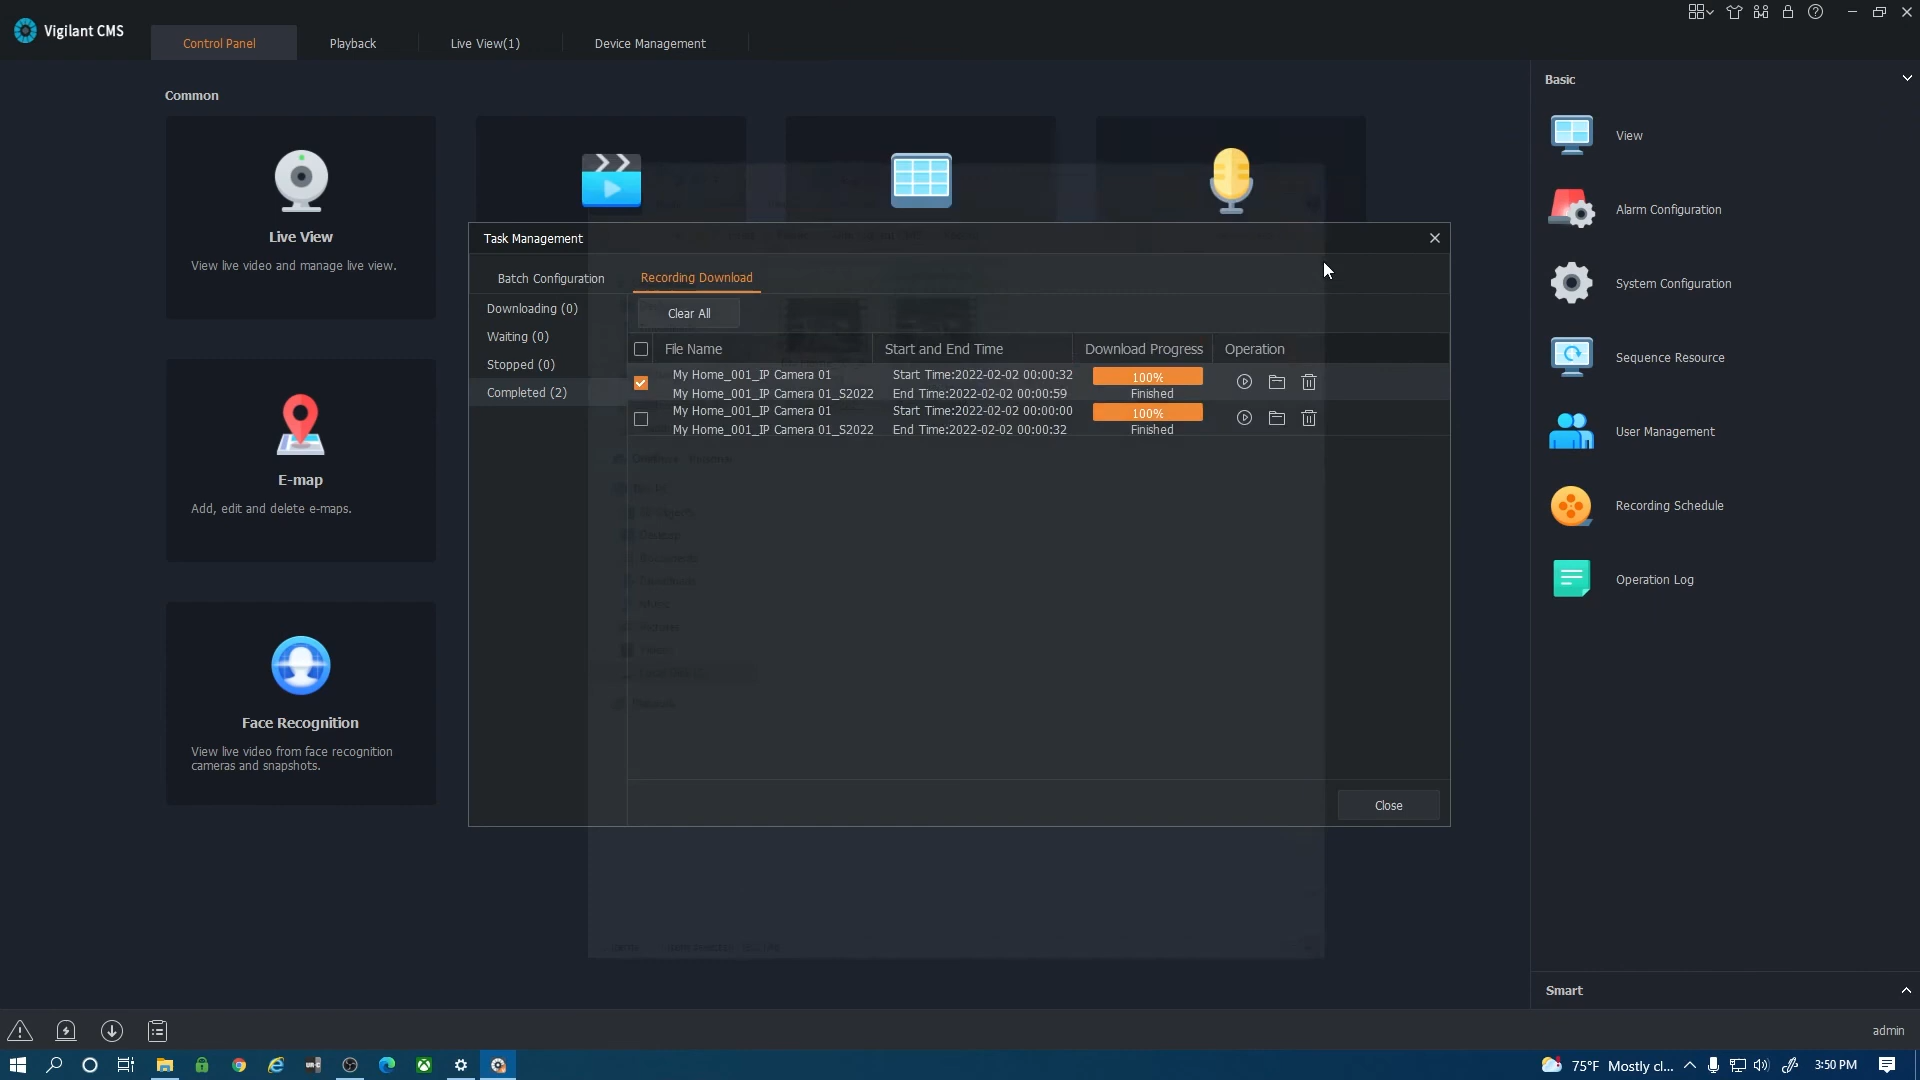 Vigilant CMS
Control Panel
Playback
Live View(1)
Device Management
Common
Live View
View live video and manage live view.
E-map
Add, edit and delete e-maps.
Face Recognition
View live video from face recognition
cameras and snapshots.
Task Management
Batch Configuration
Recording Download
Downloading (0)
Waiting (0)
Stopped (0)
Completed (2)
Clear All
File Name
Start and End Time
Download Progress
Operation
My Home_001_IP Camera 01
My Home_001_IP Camera 01_S2022
Start Time:2022-02-02 00:00:32
End Time:2022-02-02 00:00:59
100%
Finished
My Home_001_IP Camera 01
My Home_001_IP Camera 01_S2022
Start Time:2022-02-02 00:00:00
End Time:2022-02-02 00:00:32
100%
Finished
Close
Basic
View
Alarm Configuration
System Configuration
Sequence Resource
User Management
Recording Schedule
Operation Log
Smart
admin
75°F Mostly cl...
3:50 PM